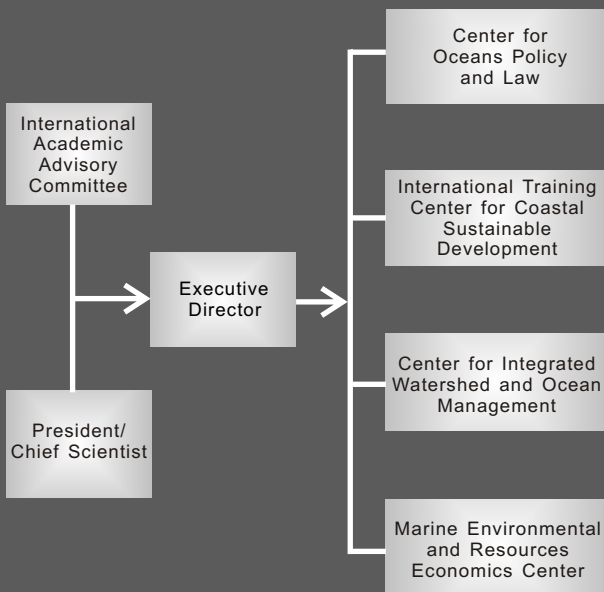 International
Academic
Advisory
Committee
President/
Chief Scientist
Executive
Director
Center for
Oceans Policy
and Law
International Training
Center for Coastal
Sustainable
Development
Center for Integrated
Watershed and Ocean
Management
Marine Environmental
and Resources
Economics Center